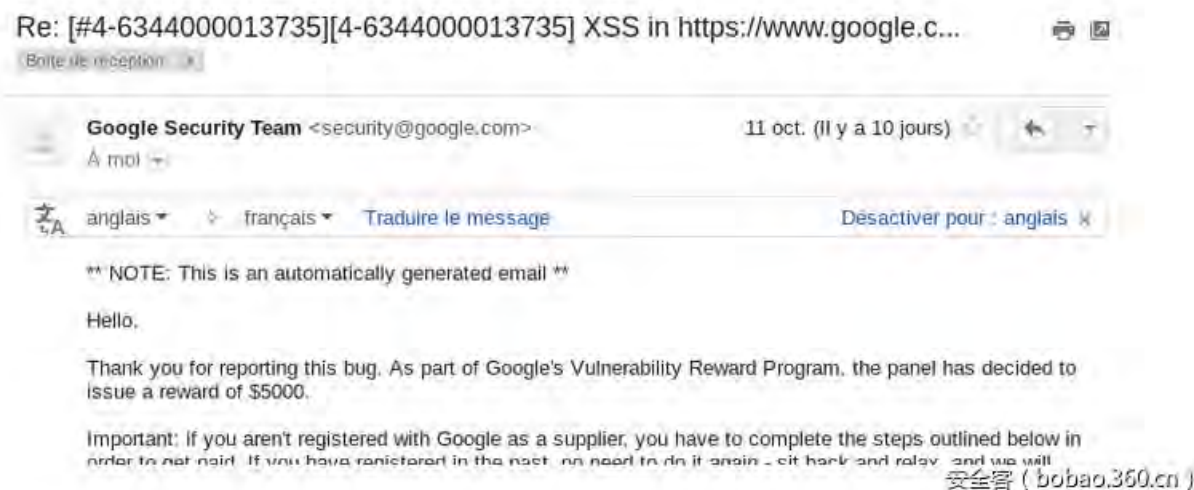 Re: [#4-6344000013735][4-6344000013735] XSS in https://www.google.c...
Boîte de réception
Google Security Team <security@google.com>
11 oct. (Il y a 10 jours)
À moi
anglais
français
Traduire le message
Désactiver pour : anglais
** NOTE: This is an automatically generated email **
Hello,
Thank you for reporting this bug. As part of Google's Vulnerability Reward Program, the panel has decided to
issue a reward of $5000.
Important: If you aren't registered with Google as a supplier, you have to complete the steps outlined below in
order to get paid. If you have registered in the past, no need to do it again - sit back and relax, and we will
安全客 ( bobao.360.cn )